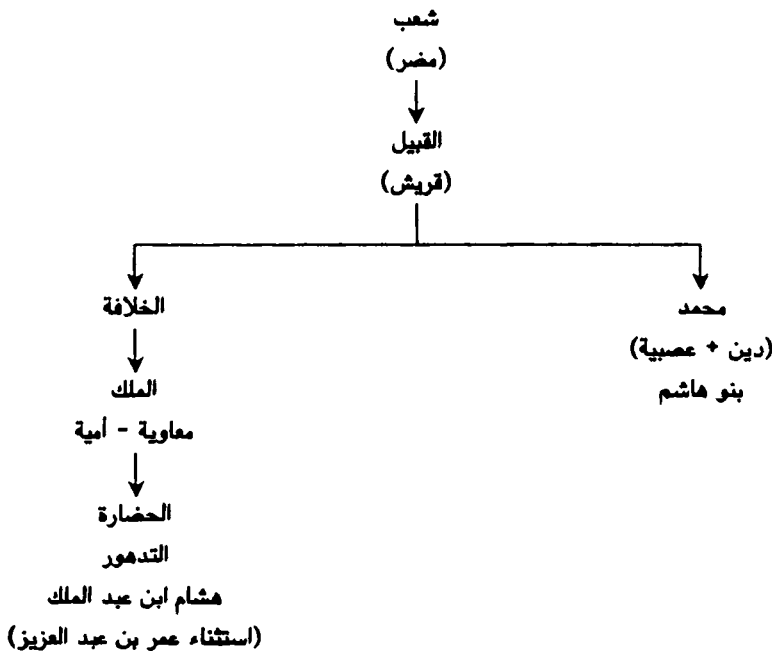 شعب
(مضر)
القبيل
(قريش)
محمد
(دين + عصبية)
بنو هاشم
الخلافة
الملك
معاوية - أمية
الحضارة
التدهور
هشام ابن عبد الملك
(استثناء عمر بن عبد العزيز)